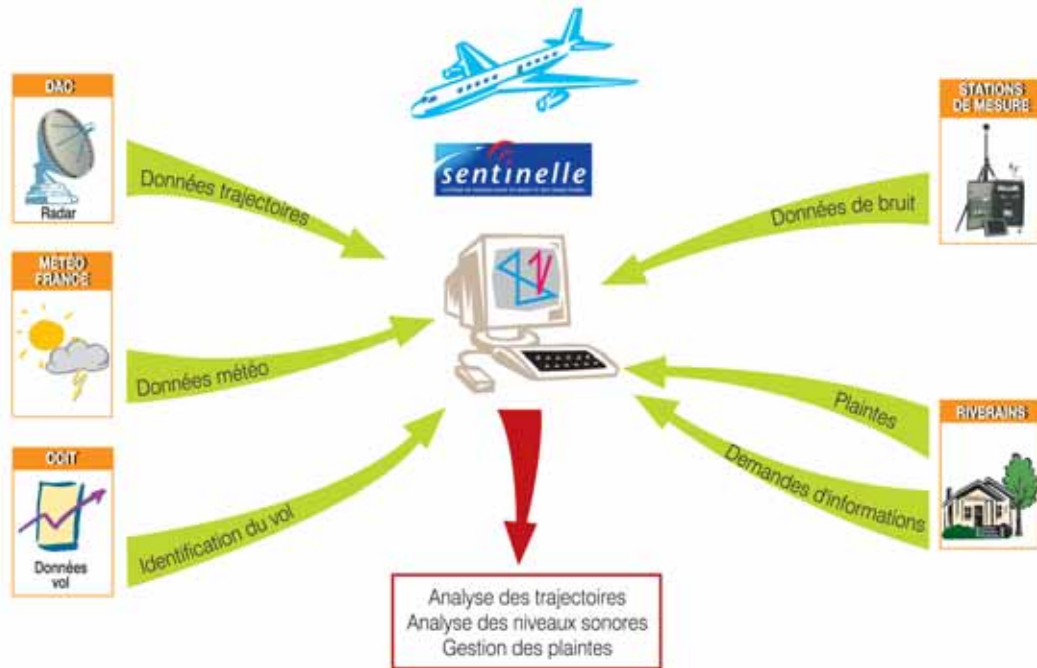 DAC
Radar
Données trajectoires
MÉTÉO
FRANCE
Données météo
Données
vol
Identification du vol
sentinelle
STATIONS
DE MESURE
Données de bruit
RIVERAINS
Plaintes
Demandes d'informations
Analyse des trajectoires
Analyse des niveaux sonores
Gestion des plaintes